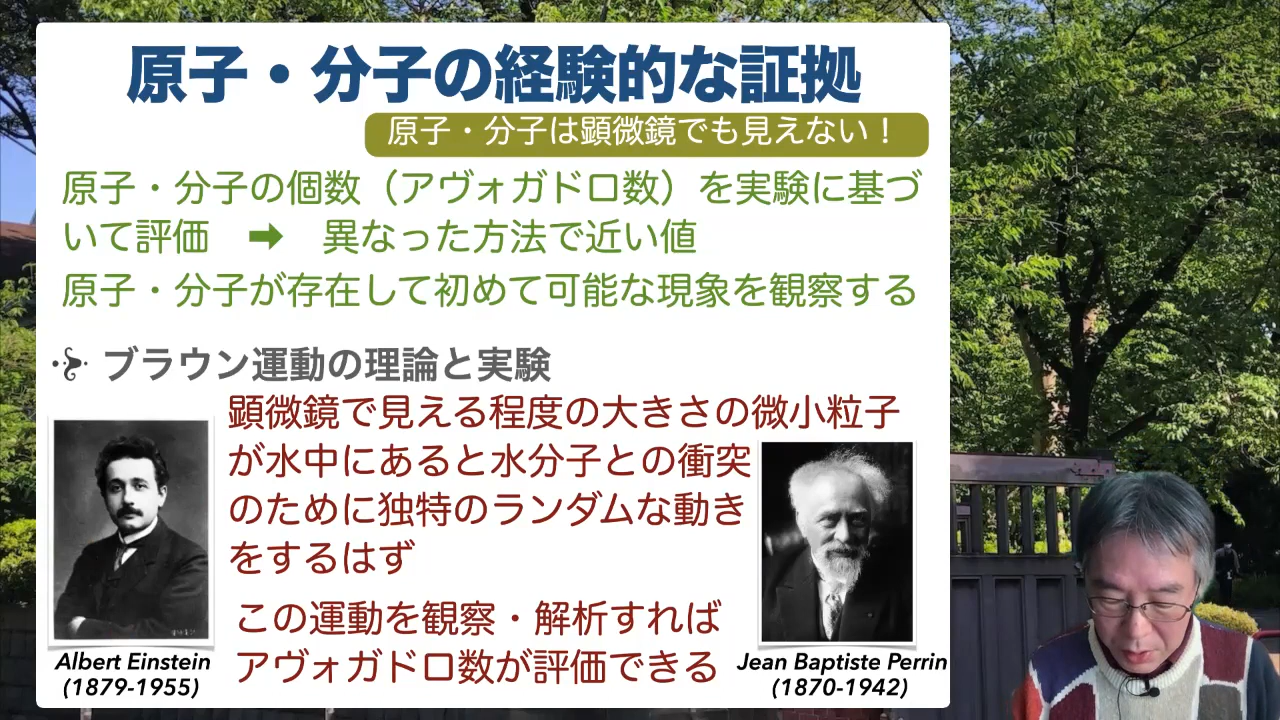 原子・分子の経験的な証拠
原子・分子は顕微鏡でも見えない！
原子・分子の個数（アヴォガドロ数）を実験に基づ
いて評価　➡　異なった方法で近い値
原子・分子が存在して初めて可能な現象を観察する
ブラウン運動の理論と実験
顕微鏡で見える程度の大きさの微小粒子
が水中にあると水分子との衝突
のために独特のランダムな動き
をするはず
この運動を観察・解析すれば
アヴォガドロ数が評価できる
Albert Einstein
(1879-1955)
Jean Baptiste Perrin
(1870-1942)